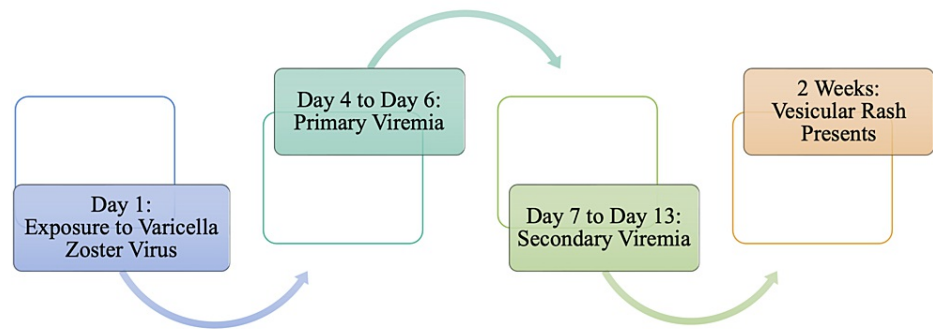 Day 1:
Exposure to Varicella
Zoster Virus
Day 4 to Day 6:
Primary Viremia
Day 7 to Day 13:
Secondary Viremia
2 Weeks:
Vesicular Rash
Presents